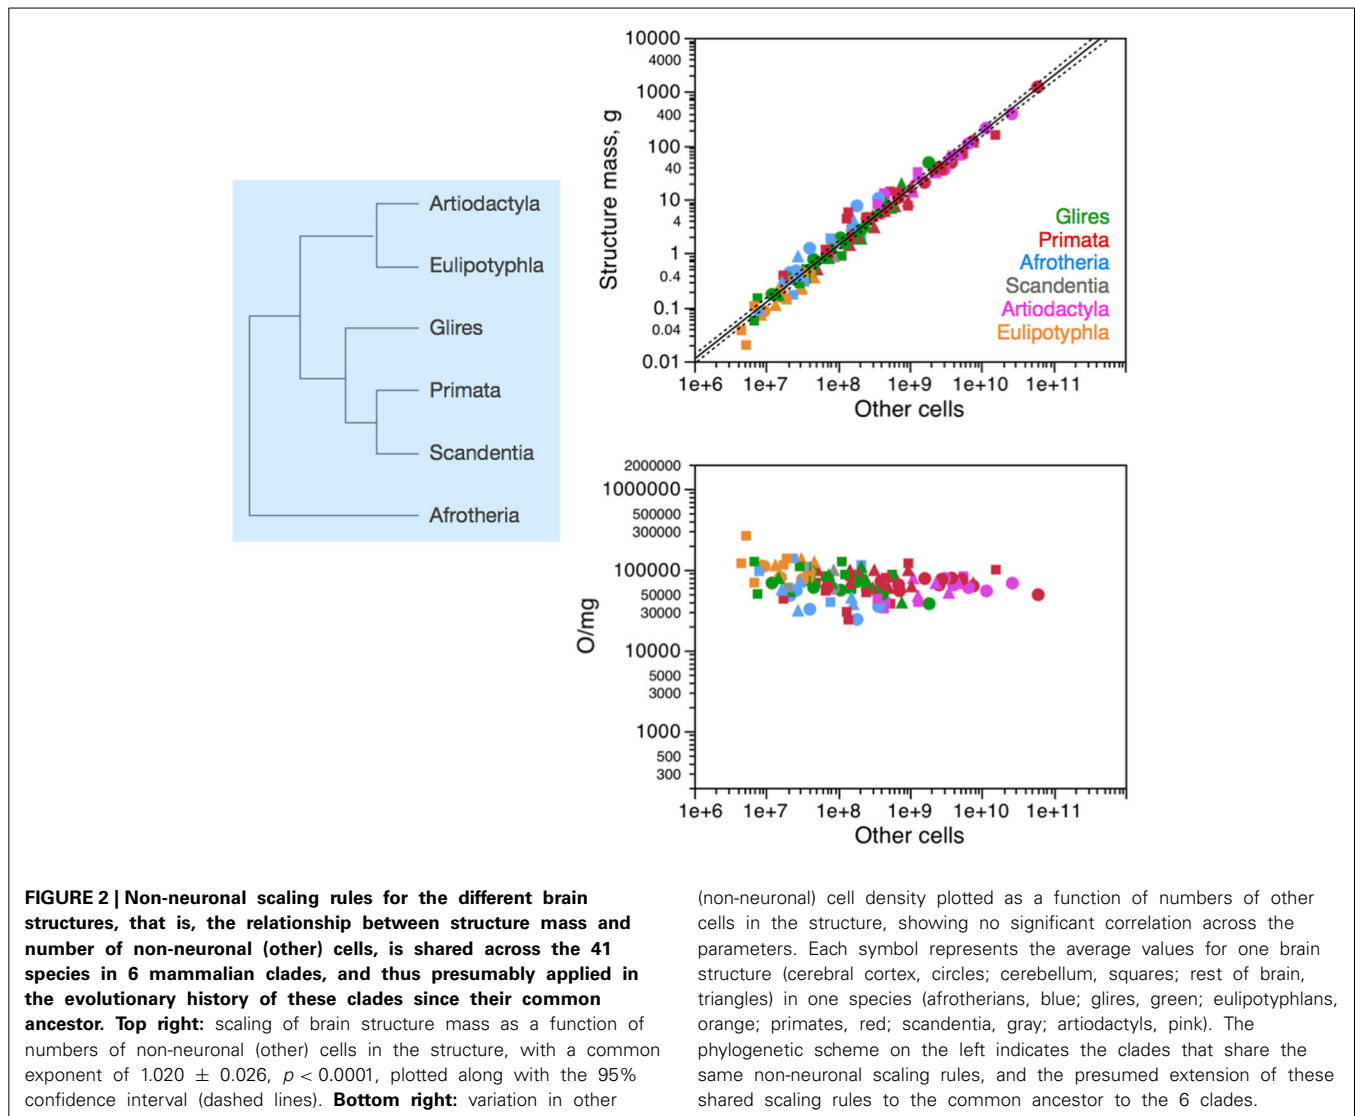 Artiodactyla
Eulipotyphla
Glires
Primata
Scandentia
Afrotheria
Structure mass, g
10000
4000
1000
400
100
40
10
4
1
0.4
0.1
0.04
0.01
Glires
Primata
Afrotheria
Scandentia
Artiodactyla
Eulipotyphla
1e+6 1e+7 1e+8 1e+9 1e+10 1e+11
Other cells
O/mg
2000000
1000000
500000
300000
100000
50000
30000
10000
5000
3000
1000
500
300
1e+6 1e+7 1e+8 1e+9 1e+10 1e+11
Other cells
FIGURE 2 | Non-neuronal scaling rules for the different brain
structures, that is, the relationship between structure mass and
number of non-neuronal (other) cells, is shared across the 41
species in 6 mammalian clades, and thus presumably applied in
the evolutionary history of these clades since their common
ancestor. Top right: scaling of brain structure mass as a function of
numbers of non-neuronal (other) cells in the structure, with a common
exponent of 1.020 ± 0.026, p < 0.0001, plotted along with the 95%
confidence interval (dashed lines). Bottom right: variation in other
(non-neuronal) cell density plotted as a function of numbers of other
cells in the structure, showing no significant correlation across the
parameters. Each symbol represents the average values for one brain
structure (cerebral cortex, circles; cerebellum, squares; rest of brain,
triangles) in one species (afrotherians, blue; glires, green; eulipotyphlans,
orange; primates, red; scandentia, gray; artiodactyls, pink). The
phylogenetic scheme on the left indicates the clades that share the
same non-neuronal scaling rules, and the presumed extension of these
shared scaling rules to the common ancestor to the 6 clades.